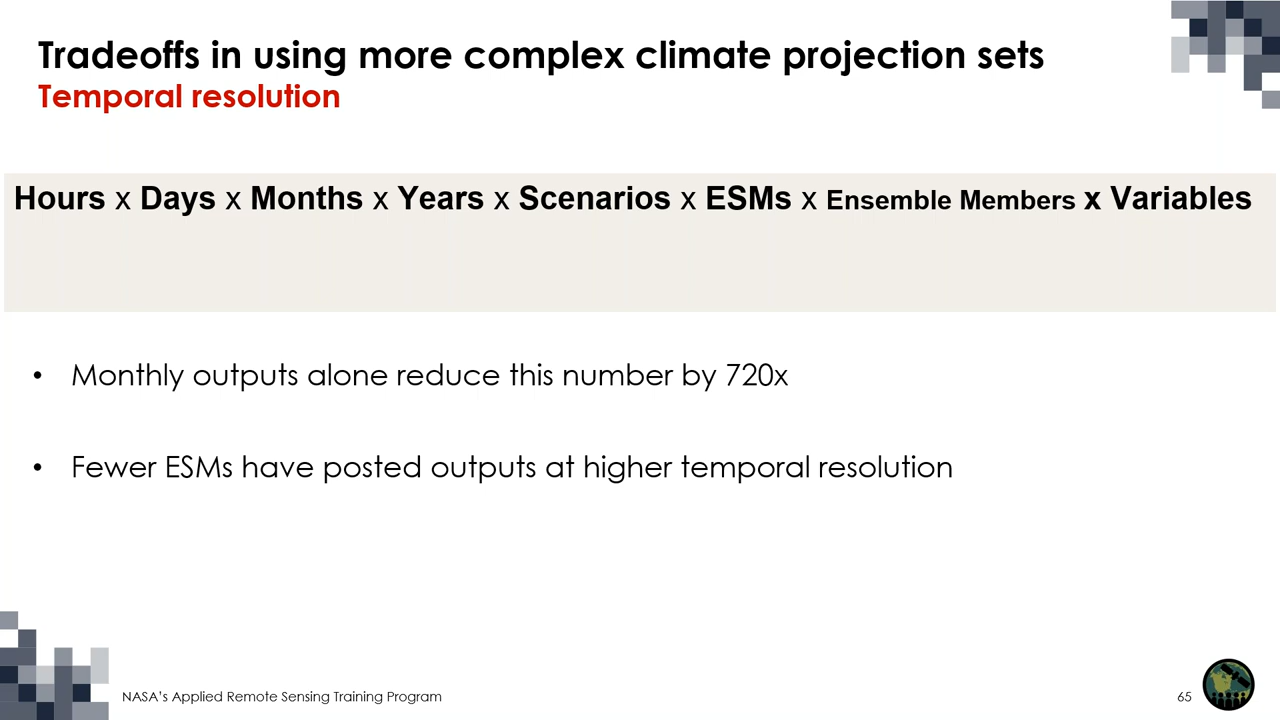 Tradeoffs in using more complex climate projection sets
Temporal resolution
Hours x Days x Months x Years x Scenarios x ESMs x Ensemble Members x Variables
• Monthly outputs alone reduce this number by 720x
• Fewer ESMs have posted outputs at higher temporal resolution
NASA's Applied Remote Sensing Training Program
65